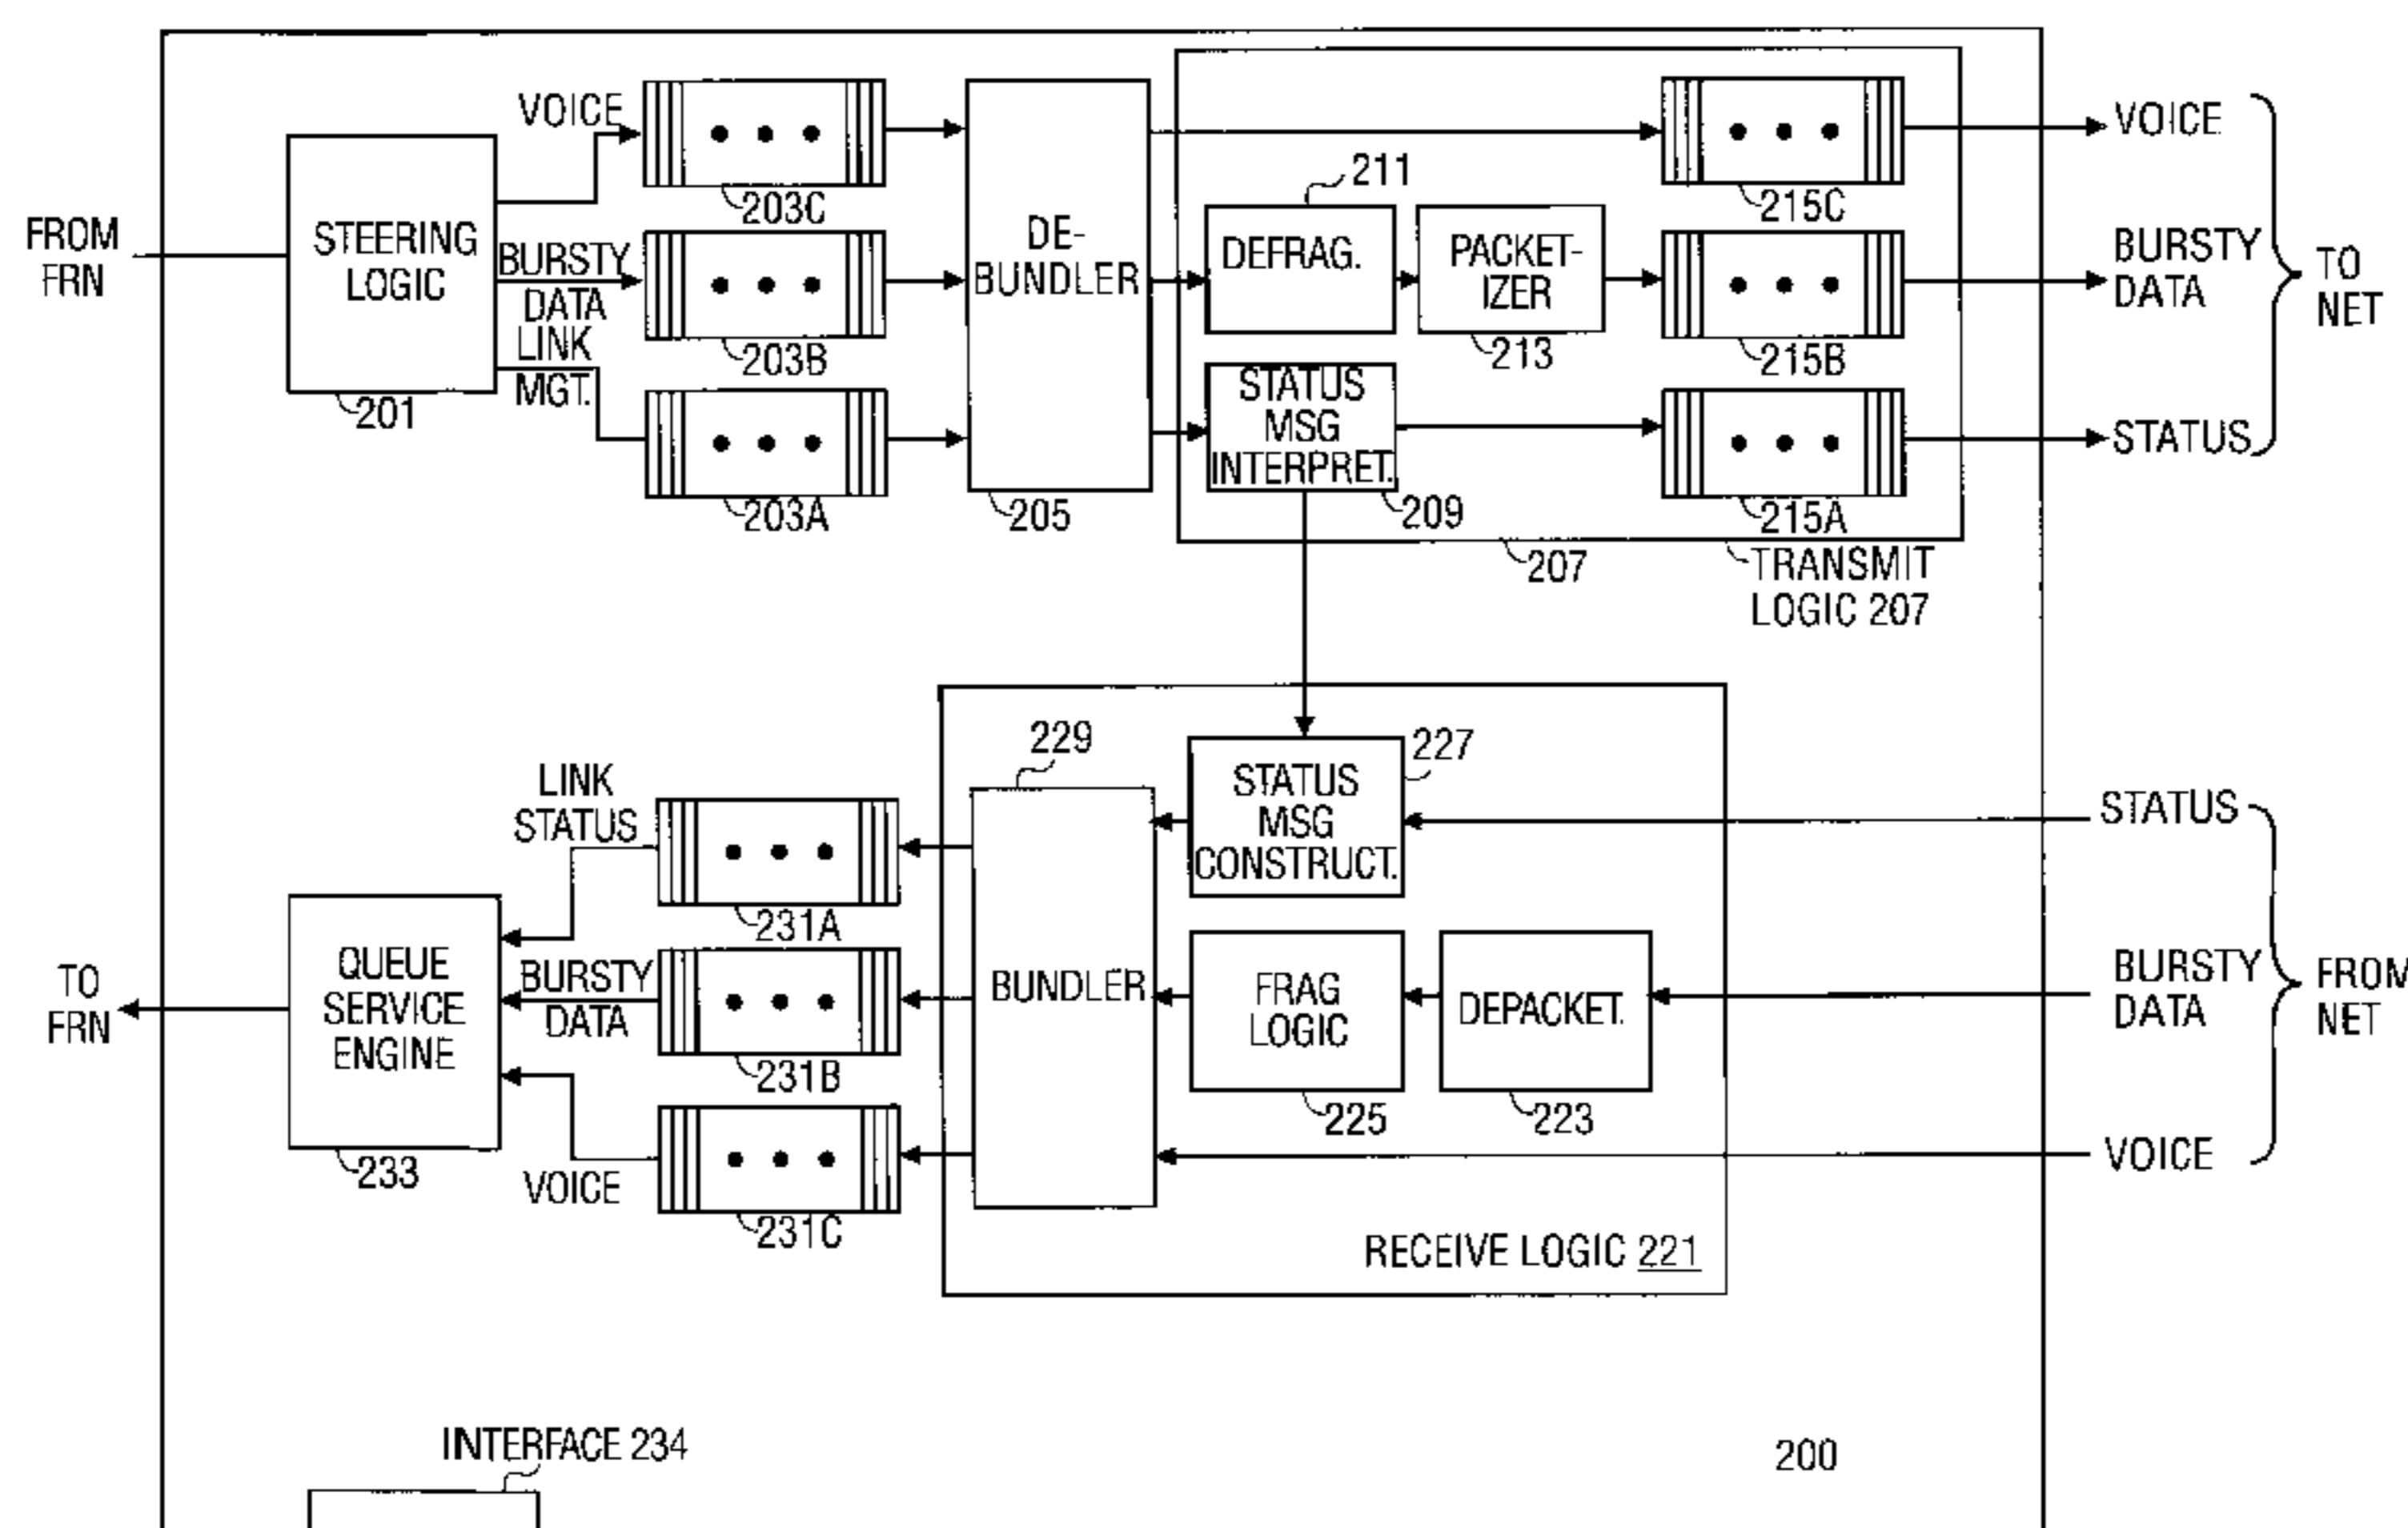 FROM
FRN
STEERING
LOGIC
201
VOICE
BURSTY
DATA
LINK
MGT.
203C
203B
203A
DE-
BUNDLER
205
211
DEFRAG.
PACKET-
IZER
213
STATUS
MSG
INTERPRET.
209
215C
215B
215A
207
TRANSMIT
LOGIC 207
VOICE
BURSTY
DATA
STATUS
TO
NET
TO
FRN
QUEUE
SERVICE
ENGINE
233
LINK
STATUS
BURSTY
DATA
VOICE
231A
231B
231C
229
BUNDLER
227
STATUS
MSG
CONSTRUCT.
FRAG
LOGIC
225
DEPACKET.
223
RECEIVE LOGIC 221
STATUS
BURSTY
DATA
VOICE
FROM
NET
INTERFACE 234
200